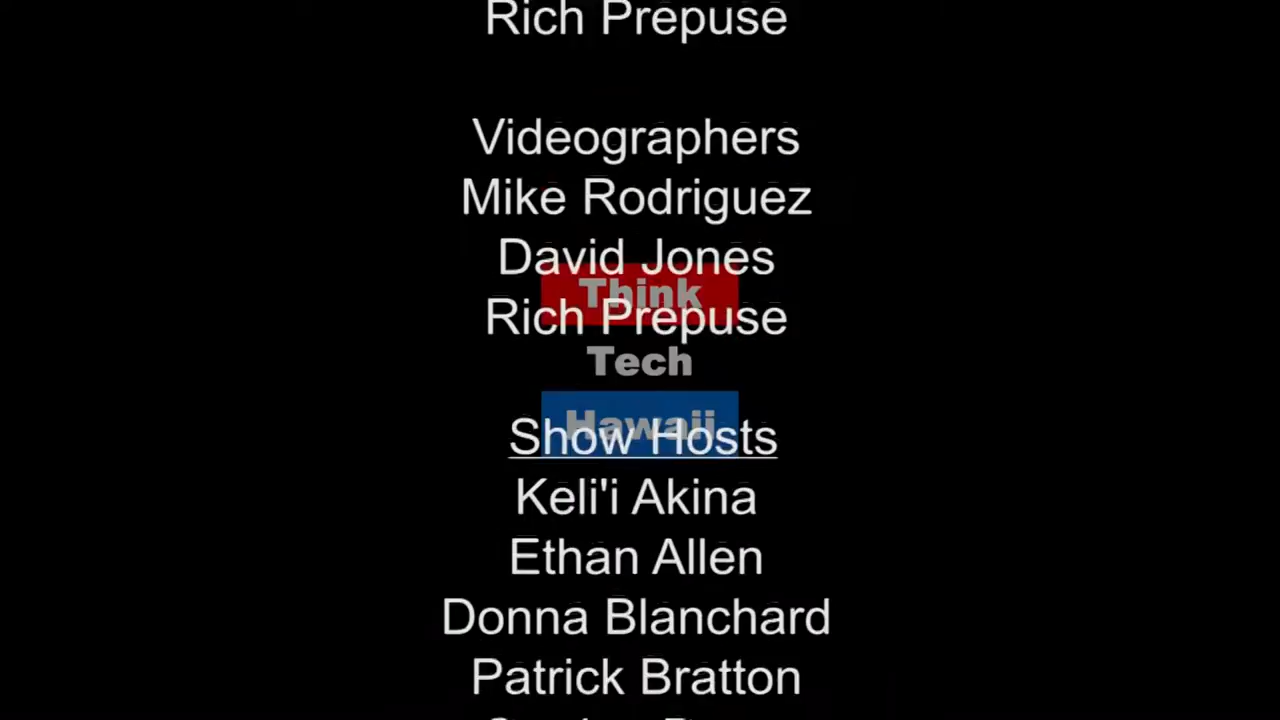 Rich Prepuse
Videographers
Mike Rodriguez
David Jones
Think
Rich Prepuse
Tech
Hawaii
Show Hosts
Keli'i Akina
Ethan Allen
Donna Blanchard
Patrick Bratton